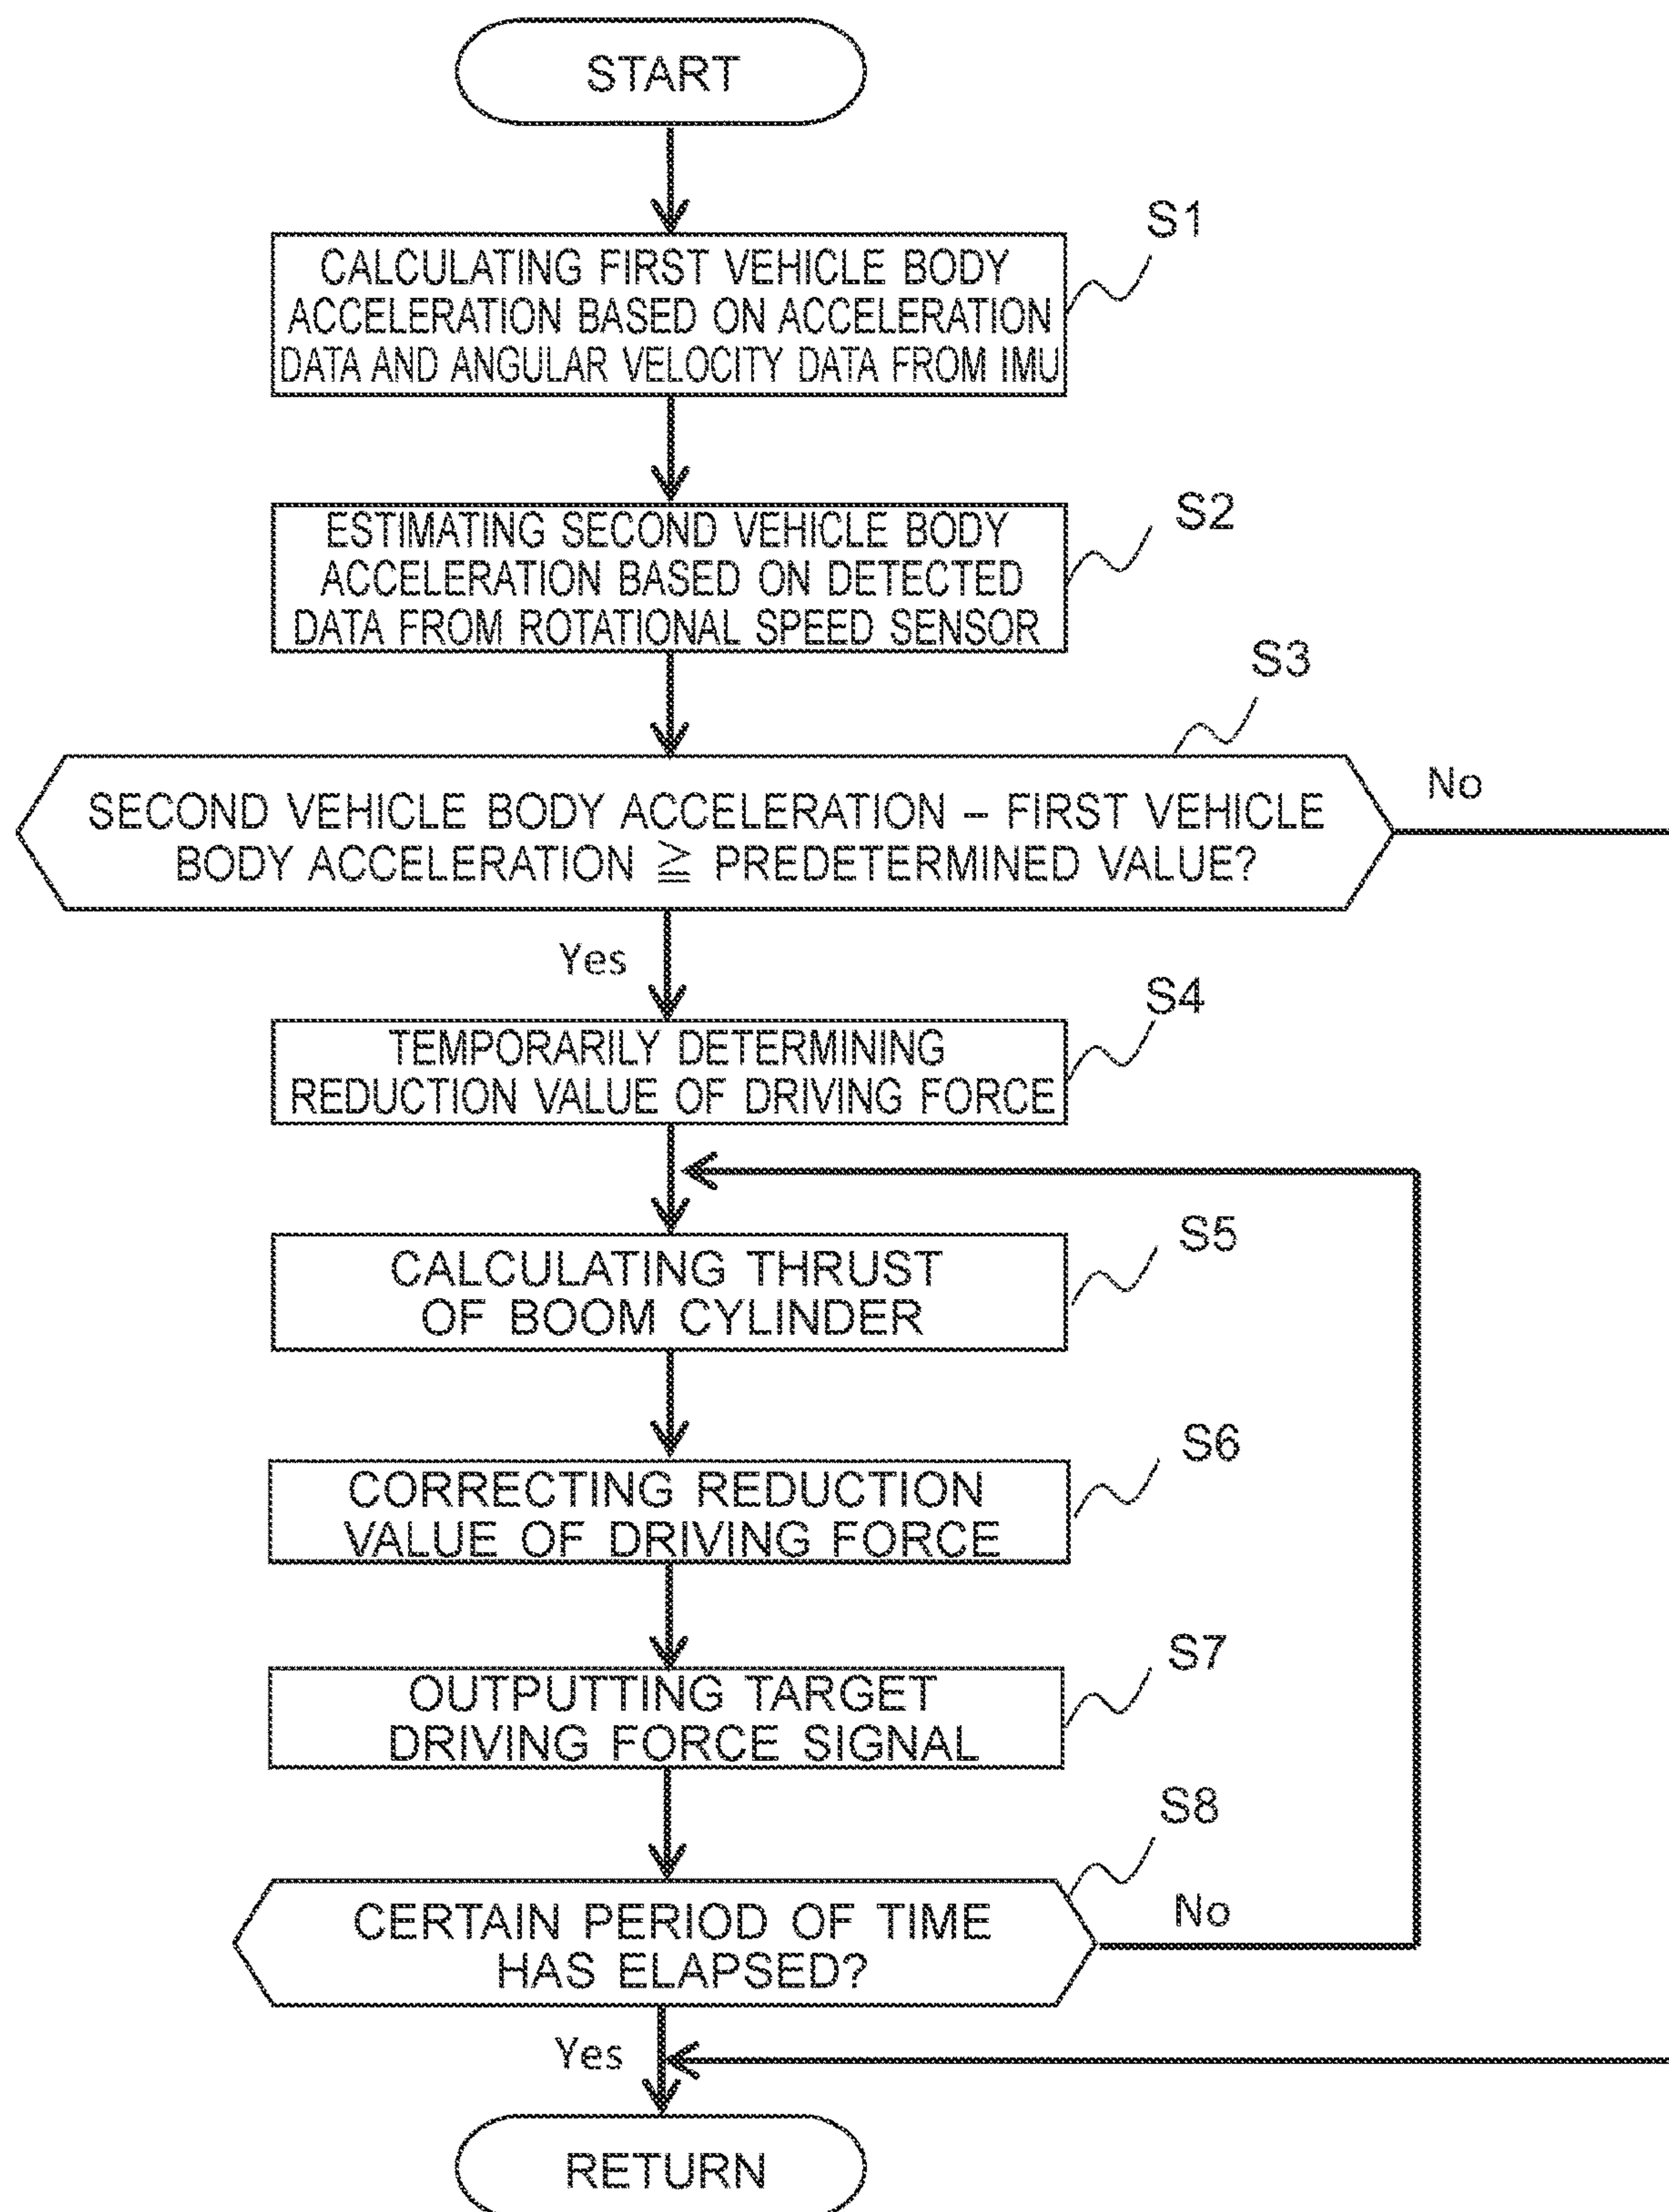 START
S1
CALCULATING FIRST VEHICLE BODY
ACCELERATION BASED ON ACCELERATION
DATA AND ANGULAR VELOCITY DATA FROM IMU
S2
ESTIMATING SECOND VEHICLE BODY
ACCELERATION BASED ON DETECTED
DATA FROM ROTATIONAL SPEED SENSOR
S3
SECOND VEHICLE BODY ACCELERATION – FIRST VEHICLE
BODY ACCELERATION ≧ PREDETERMINED VALUE?
No
Yes
S4
TEMPORARILY DETERMINING
REDUCTION VALUE OF DRIVING FORCE
S5
CALCULATING THRUST
OF BOOM CYLINDER
S6
CORRECTING REDUCTION
VALUE OF DRIVING FORCE
S7
OUTPUTTING TARGET
DRIVING FORCE SIGNAL
S8
CERTAIN PERIOD OF TIME
HAS ELAPSED?
No
Yes
RETURN